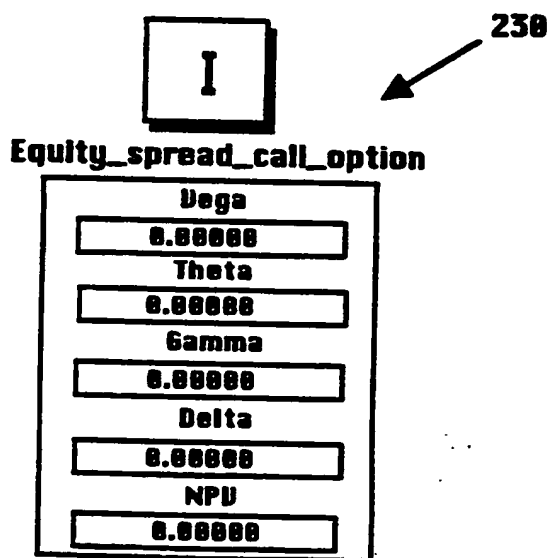 230
I
Equity_spread_call_option
Vega
0.00000
Theta
0.00000
Gamma
0.00000
Delta
0.00000
NPV
0.00000